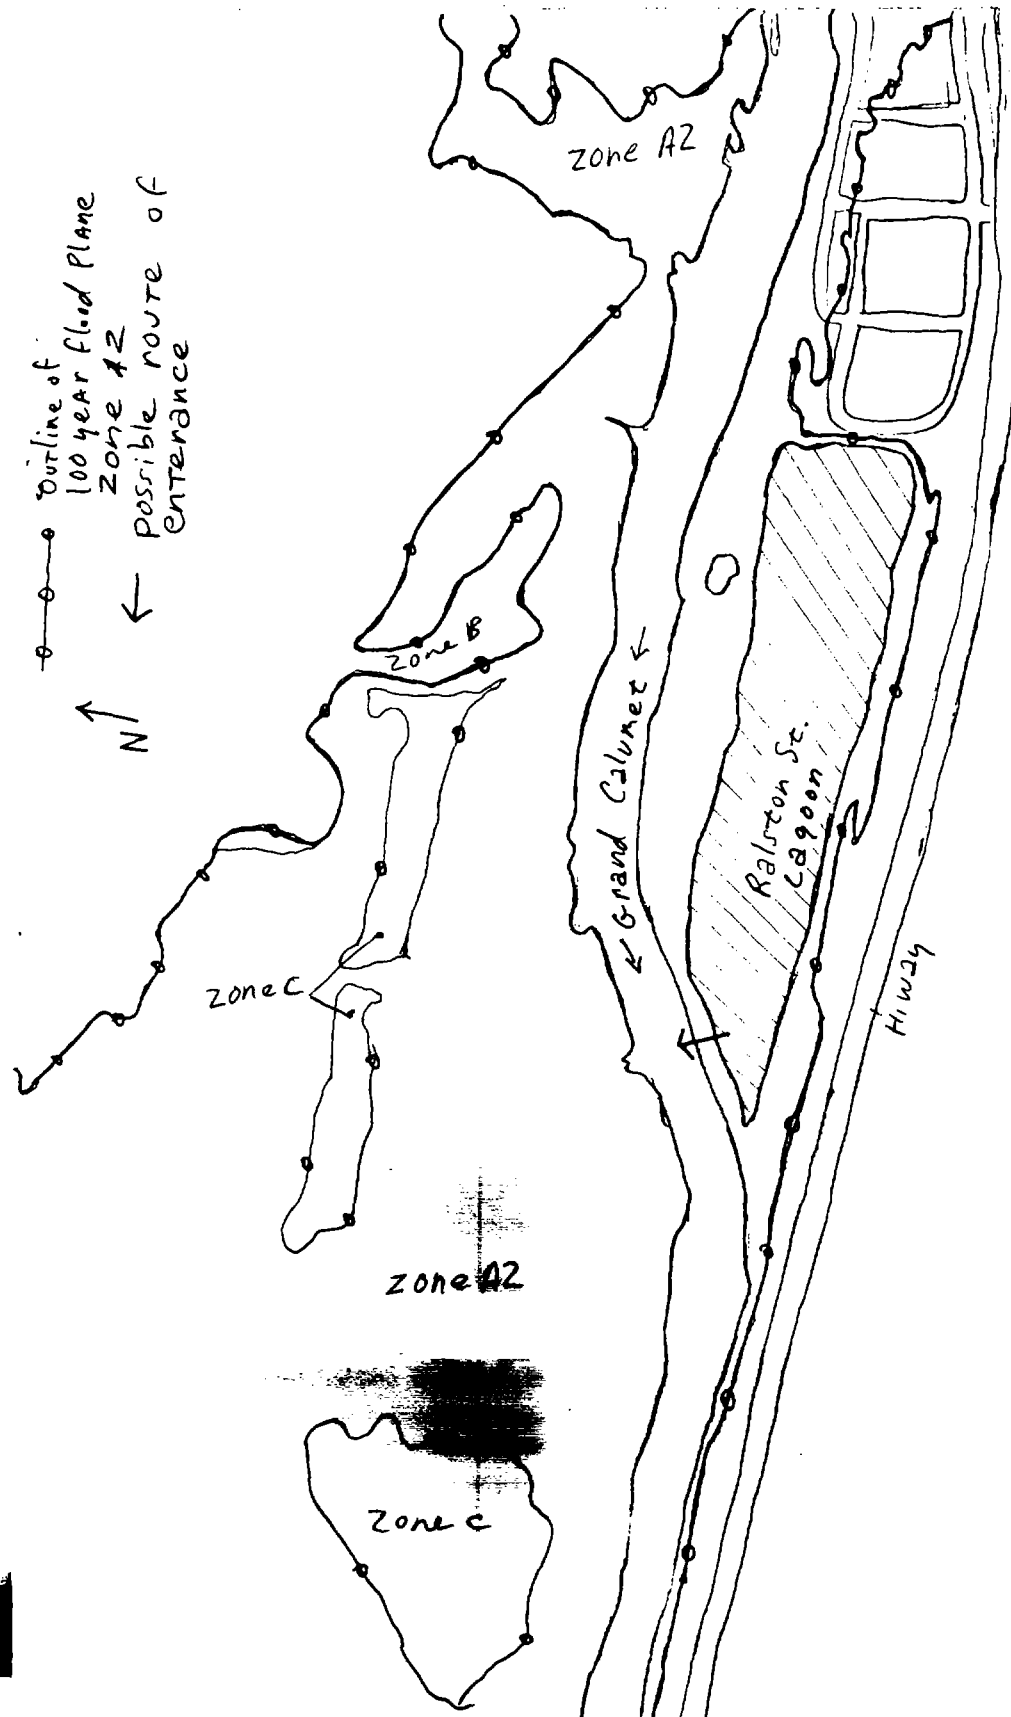 outline of
100 yeAr flood PlANe
Zone A2
possible route of
enterance
N
zone A2
zone B
zone C
← Grand Calumet ←
Ralston St.
Lagoon
Hiway
zone A2
zone c